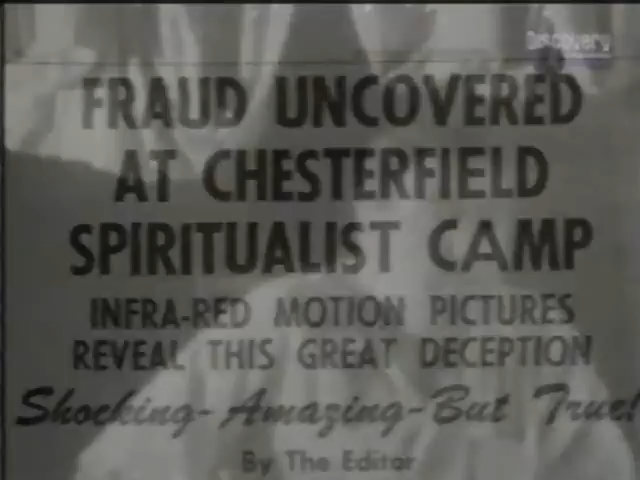 Discovery
FRAUD UNCOVERED
AT CHESTERFIELD
SPIRITUALIST CAMP
INFRA-RED MOTION PICTURES
REVEAL THIS GREAT DECEPTION
Shocking-Amazing-But True!
By The Editor